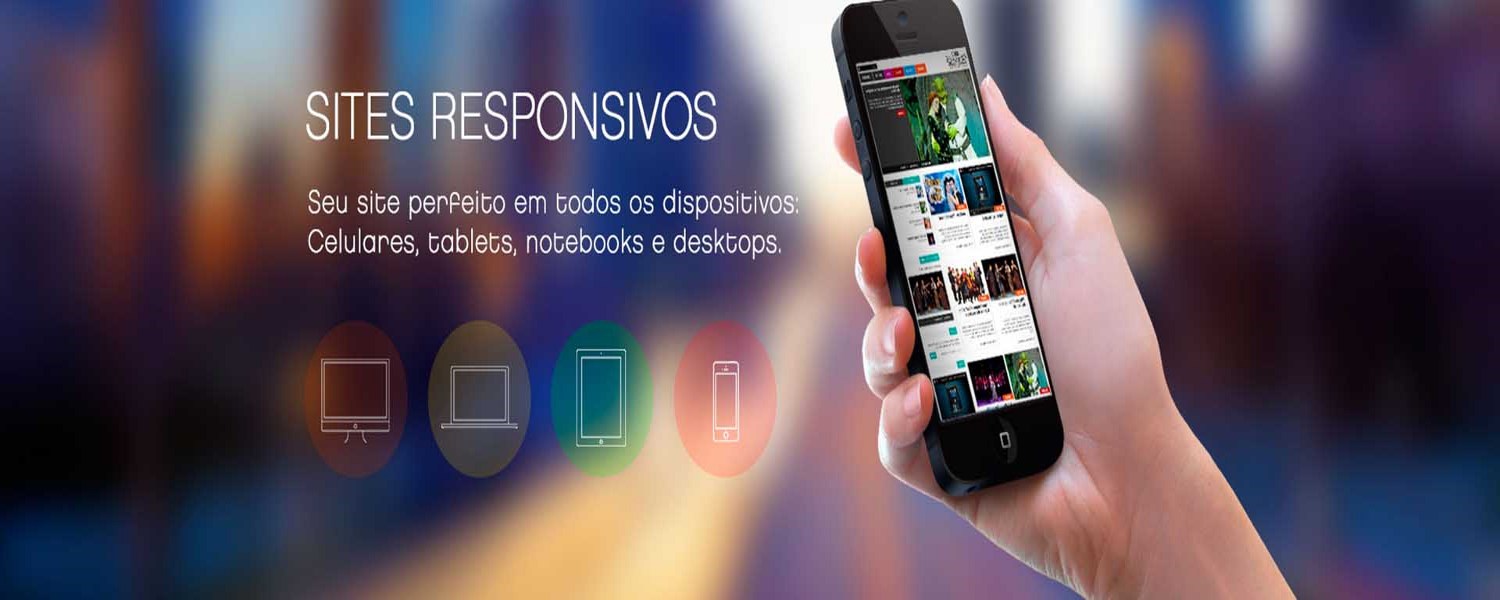 SITES RESPONSIVOS
Seu site perfeito em todos os dispositivos:
Celulares, tablets, notebooks e desktops.